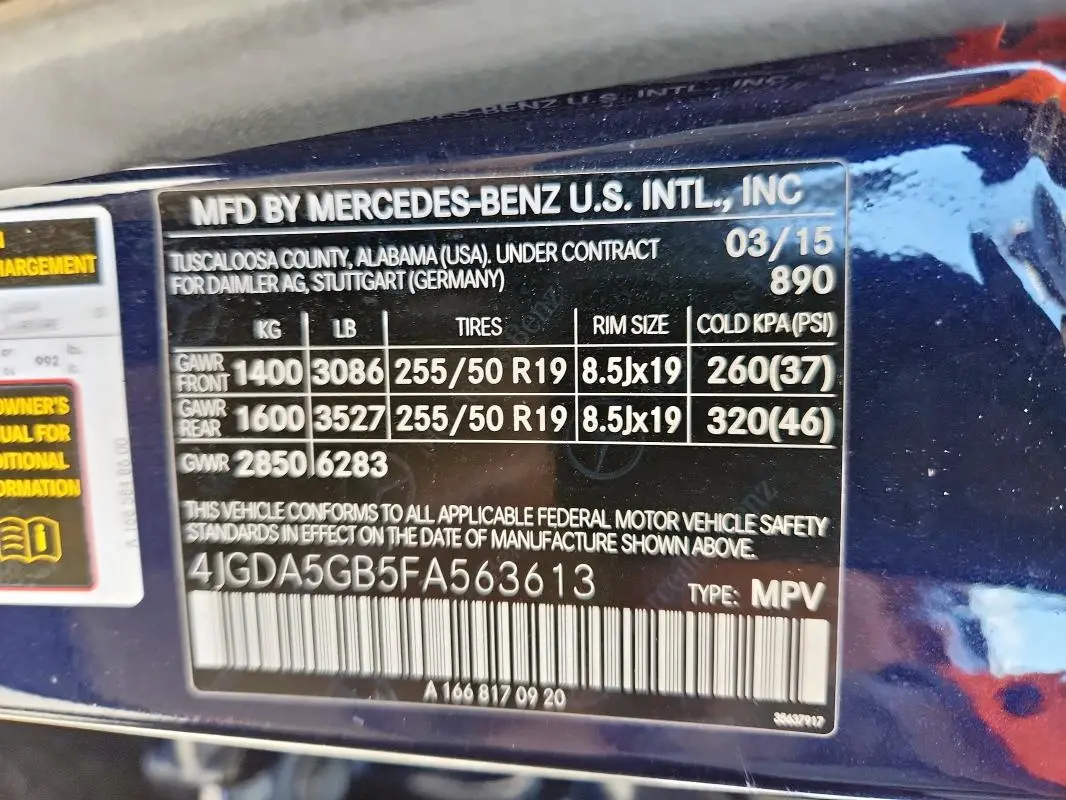 MFD BY MERCEDES-BENZ U.S. INTL., INC
TUSCALOOSA COUNTY, ALABAMA (USA). UNDER CONTRACT
FOR DAIMLER AG, STUTTGART (GERMANY)
03/15
890
KG LB TIRES RIM SIZE COLD KPA(PSI)
GAWR FRONT 1400 3086 255/50 R19 8.5Jx19 260(37)
GAWR REAR 1600 3527 255/50 R19 8.5Jx19 320(46)
GVWR 2850 6283
THIS VEHICLE CONFORMS TO ALL APPLICABLE FEDERAL MOTOR VEHICLE SAFETY
STANDARDS IN EFFECT ON THE DATE OF MANUFACTURE SHOWN ABOVE.
4JGDA5GB5FA563613
TYPE: MPV
A 166 817 09 20
35637917
992 lbs.
OWNER'S